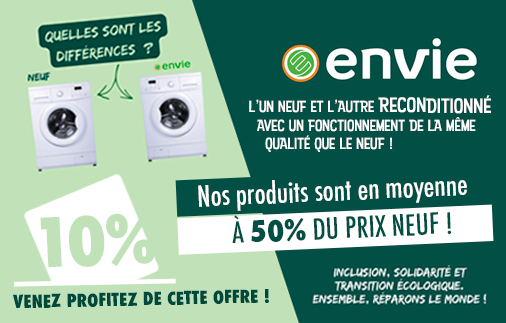 QUELLES SONT LES
DIFFÉRENCES ?
NEUF
envie
envie
L'UN NEUF ET L'AUTRE RECONDITIONNÉ
AVEC UN FONCTIONNEMENT DE LA MÊME
QUALITÉ QUE LE NEUF !
Nos produits sont en moyenne
À 50% DU PRIX NEUF !
10%
VENEZ PROFITEZ DE CETTE OFFRE !
INCLUSION, SOLIDARITÉ ET
TRANSITION ÉCOLOGIQUE.
ENSEMBLE, RÉPARONS LE MONDE !